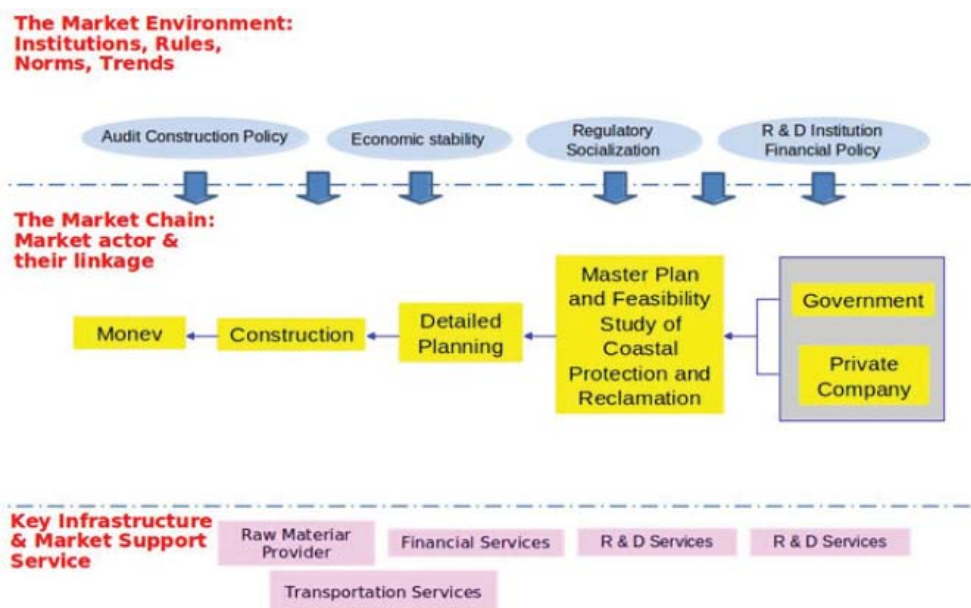 The Market Environment:
Institutions, Rules,
Norms, Trends
Audit Construction Policy
Economic stability
Regulatory
Socialization
R & D Institution
Financial Policy
The Market Chain:
Market actor &
their linkage
Monev
Construction
Detailed
Planning
Master Plan
and Feasibility
Study of
Coastal
Protection and
Reclamation
Government
Private
Company
Key Infrastructure
& Market Support
Service
Raw Materiar
Provider
Financial Services
R & D Services
R & D Services
Transportation Services